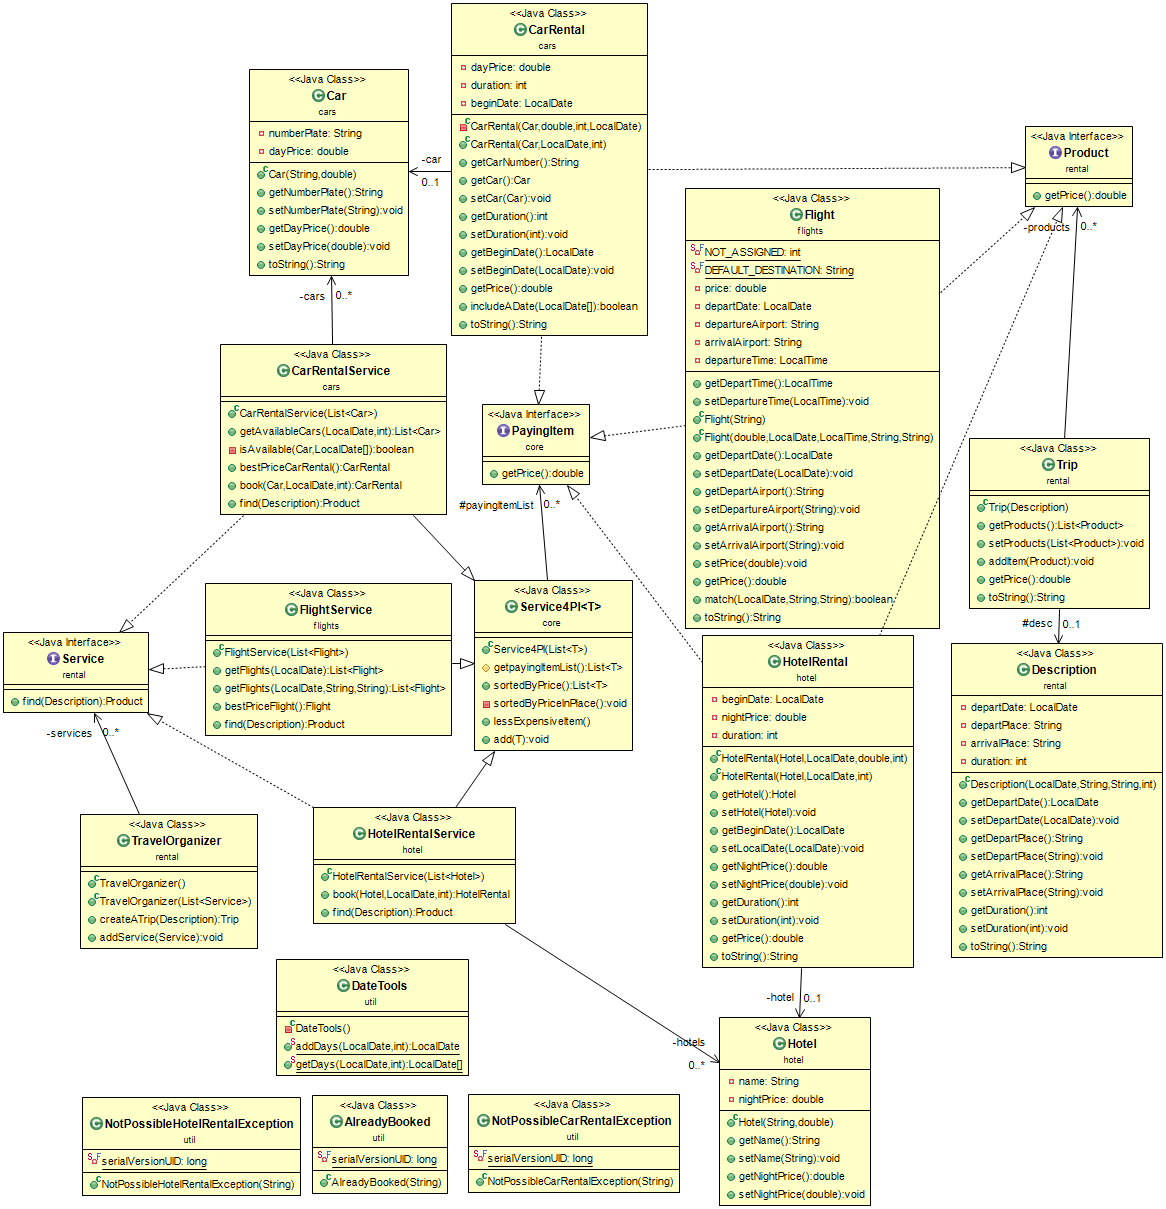 <<Java Class>>
CarRental
cars
dayPrice: double
duration: int
beginDate: LocalDate
CarRental(Car,double,int,LocalDate)
CarRental(Car,LocalDate,int)
getCarNumber():String
getCar():Car
setCar(Car):void
getDuration():int
setDuration(int):void
getBeginDate():LocalDate
setBeginDate(LocalDate):void
getPrice():double
includeADate(LocalDate[]):boolean
toString():String
<<Java Class>>
Car
cars
numberPlate: String
dayPrice: double
Car(String,double)
getNumberPlate():String
setNumberPlate(String):void
getDayPrice():double
setDayPrice(double):void
toString():String
-car
0..1
<<Java Interface>>
Product
rental
getPrice():double
-products
0..*
<<Java Class>>
Flight
flights
NOT_ASSIGNED: int
DEFAULT_DESTINATION: String
price: double
departDate: LocalDate
departureAirport: String
arrivalAirport: String
departureTime: LocalTime
getDepartTime():LocalTime
setDepartureTime(LocalTime):void
Flight(String)
Flight(double,LocalDate,LocalTime,String,String)
getDepartDate():LocalDate
setDepartDate(LocalDate):void
getDepartAirport():String
setDepartureAirport(String):void
getArrivalAirport():String
setArrivalAirport(String):void
setPrice(double):void
getPrice():double
match(LocalDate,String,String):boolean
toString():String
-cars
0..*
<<Java Class>>
CarRentalService
cars
CarRentalService(List<Car>)
getAvailableCars(LocalDate,int):List<Car>
isAvailable(Car,LocalDate[]):boolean
bestPriceCarRental():CarRental
book(Car,LocalDate,int):CarRental
find(Description):Product
<<Java Interface>>
PayingItem
core
getPrice():double
#payingItemList
0..*
<<Java Class>>
Trip
rental
Trip(Description)
getProducts():List<Product>
setProducts(List<Product>):void
addItem(Product):void
getPrice():double
toString():String
#desc
0..1
<<Java Class>>
FlightService
flights
FlightService(List<Flight>)
getFlights(LocalDate):List<Flight>
getFlights(LocalDate,String,String):List<Flight>
bestPriceFlight():Flight
find(Description):Product
<<Java Class>>
Service4PI<T>
core
Service4PI(List<T>)
getpayingItemList():List<T>
sortedByPrice():List<T>
sortedByPriceInPlace():void
lessExpensiveItem()
add(T):void
<<Java Interface>>
Service
rental
find(Description):Product
-services
0..*
<<Java Class>>
HotelRental
hotel
beginDate: LocalDate
nightPrice: double
duration: int
HotelRental(Hotel,LocalDate,double,int)
HotelRental(Hotel,LocalDate,int)
getHotel():Hotel
setHotel(Hotel):void
getBeginDate():LocalDate
setLocalDate(LocalDate):void
getNightPrice():double
setNightPrice(double):void
getDuration():int
setDuration(int):void
getPrice():double
toString():String
<<Java Class>>
Description
rental
departDate: LocalDate
departPlace: String
arrivalPlace: String
duration: int
Description(LocalDate,String,String,int)
getDepartDate():LocalDate
setDepartDate(LocalDate):void
getDepartPlace():String
setDepartPlace(String):void
getArrivalPlace():String
setArrivalPlace(String):void
getDuration():int
setDuration(int):void
toString():String
<<Java Class>>
TravelOrganizer
rental
TravelOrganizer()
TravelOrganizer(List<Service>)
createATrip(Description):Trip
addService(Service):void
<<Java Class>>
HotelRentalService
hotel
HotelRentalService(List<Hotel>)
book(Hotel,LocalDate,int):HotelRental
find(Description):Product
<<Java Class>>
DateTools
util
DateTools()
addDays(LocalDate,int):LocalDate
getDays(LocalDate,int):LocalDate[]
-hotel
0..1
-hotels
0..*
<<Java Class>>
Hotel
hotel
name: String
nightPrice: double
Hotel(String,double)
getName():String
setName(String):void
getNightPrice():double
setNightPrice(double):void
<<Java Class>>
NotPossibleHotelRentalException
util
serialVersionUID: long
NotPossibleHotelRentalException(String)
<<Java Class>>
AlreadyBooked
util
serialVersionUID: long
AlreadyBooked(String)
<<Java Class>>
NotPossibleCarRentalException
util
serialVersionUID: long
NotPossibleCarRentalException(String)